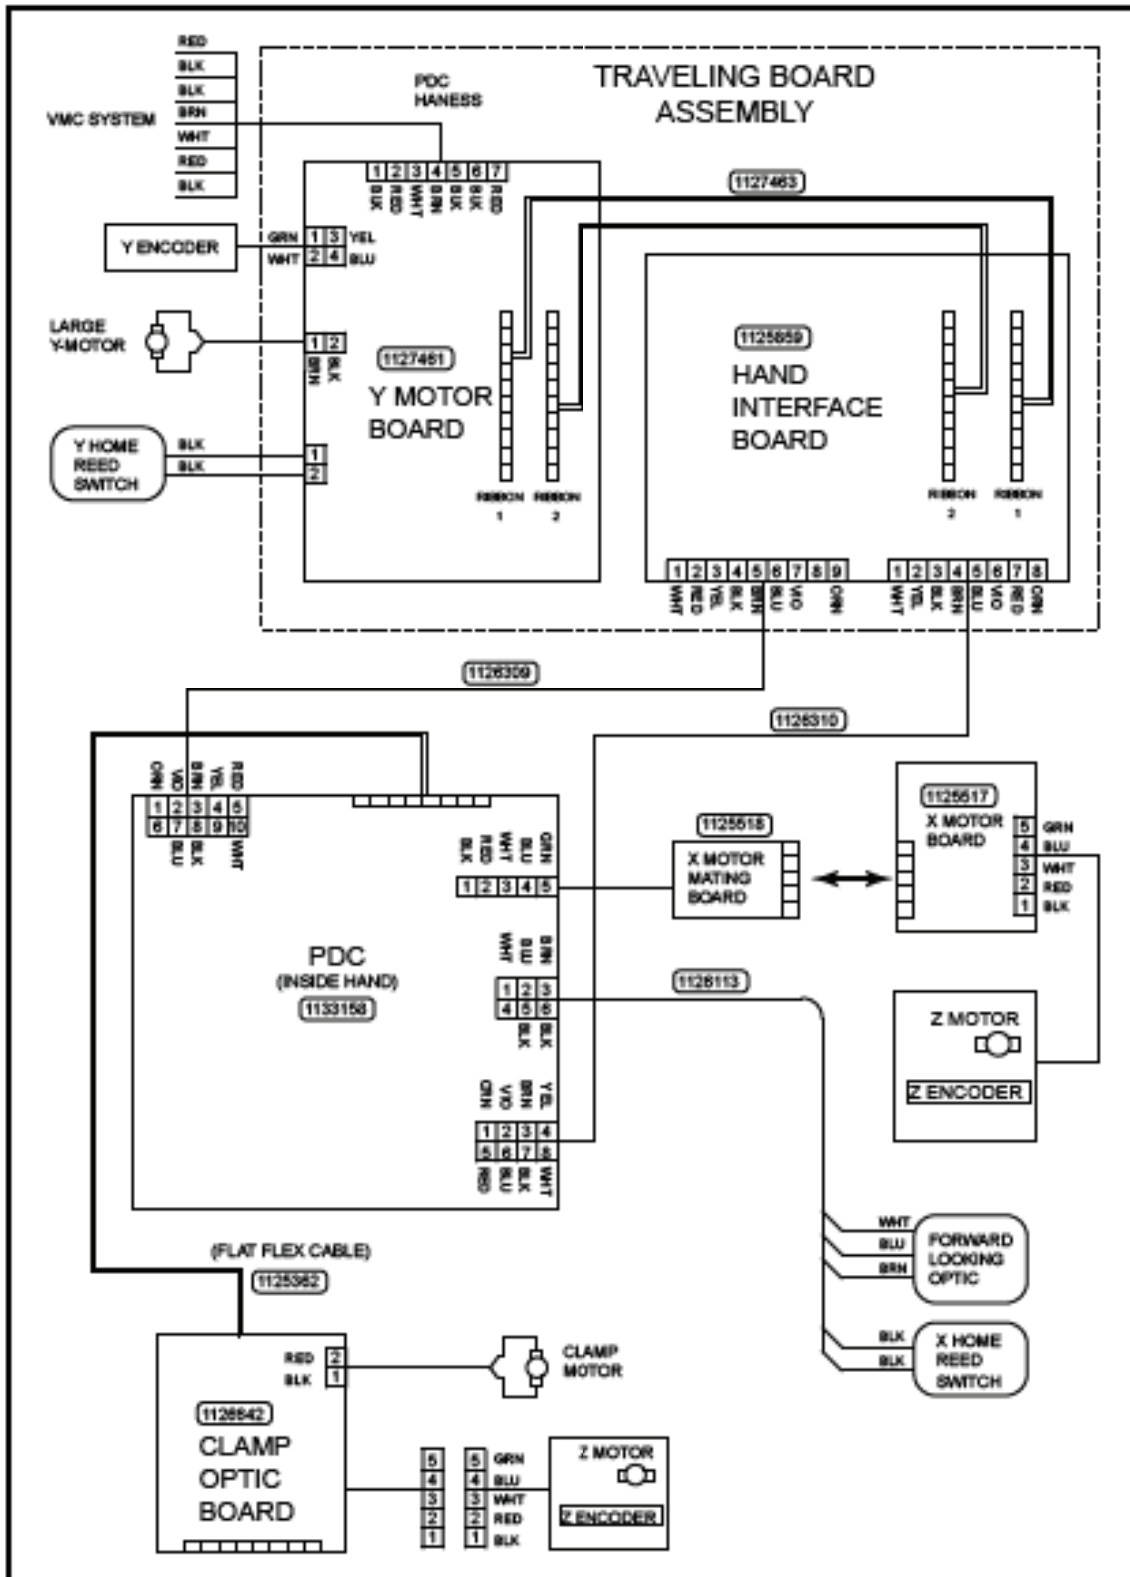 RED
BLK
BLK
BRN
WHT
RED
BLK
VMC SYSTEM
PDC
HANESS
TRAVELING BOARD
ASSEMBLY
1 2 3 4 5 6 7
BLK RED WHT BRN BLK BLK RED
1127463
Y ENCODER
GRN 1 3 YEL
WHT 2 4 BLU
LARGE
Y-MOTOR
1 2
BRN BLK
1127461
Y MOTOR
BOARD
Y HOME
REED
SWITCH
BLK
BLK
1
2
RIBBON
1
RIBBON
2
1125859
HAND
INTERFACE
BOARD
RIBBON
2
RIBBON
1
1 2 3 4 5 6 7 8 9
WHT RED YEL BLK BRN BLU VIO ORN
1 2 3 4 5 6 7 8
WHT YEL BLK BRN BLU VIO RED ORN
1126309
1126310
ORN VIO BRN YEL RED
1 2 3 4 5
6 7 8 9 10
BLU BLK WHT
BLK RED WHT BLU GRN
1 2 3 4 5
1125518
X MOTOR
MATING
BOARD
1125517
X MOTOR
BOARD
5 GRN
4 BLU
3 WHT
2 RED
1 BLK
PDC
(INSIDE HAND)
1133158
WHT BLU BRN
1 2 3
4 5 6
BLK BLK
1126113
Z MOTOR
Z ENCODER
ORN VIO BRN YEL
1 2 3 4
5 6 7 8
RED BLU BLK WHT
WHT
BLU
BRN
FORWARD
LOOKING
OPTIC
BLK
BLK
X HOME
REED
SWITCH
(FLAT FLEX CABLE)
1125362
RED 2
BLK 1
CLAMP
MOTOR
1126642
CLAMP
OPTIC
BOARD
5 5 GRN
4 4 BLU
3 3 WHT
2 2 RED
1 1 BLK
Z MOTOR
Z ENCODER